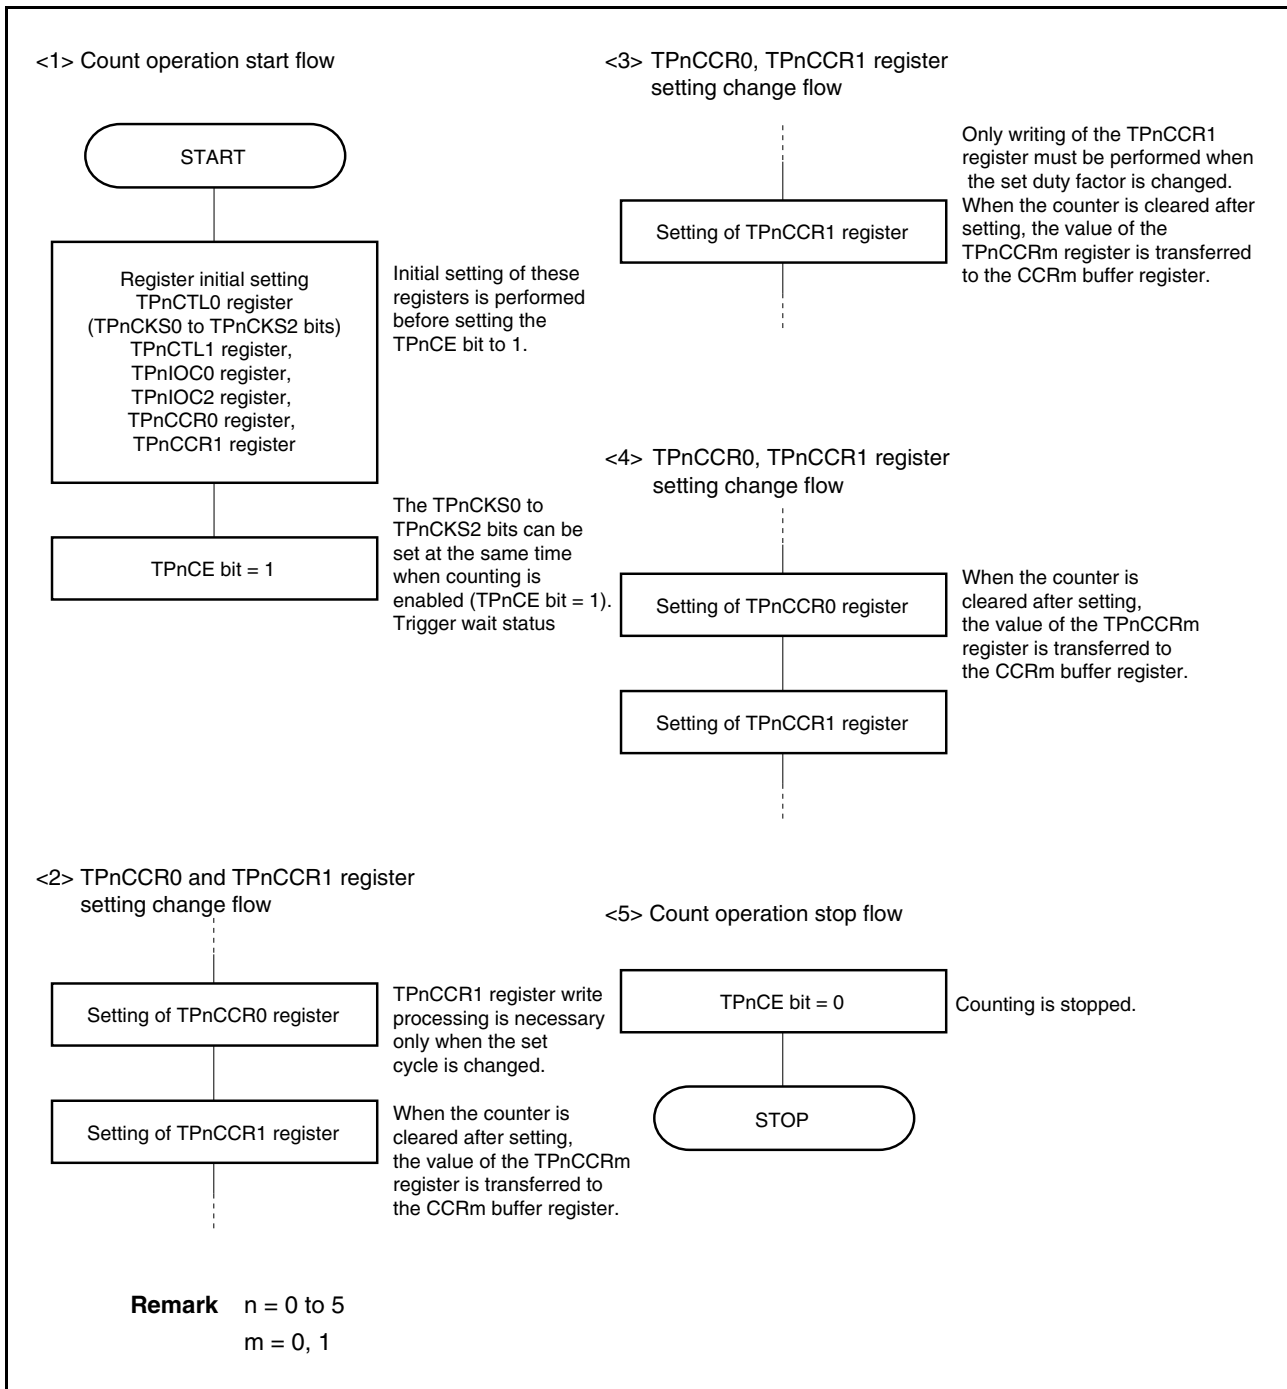 <1> Count operation start flow
START
Register initial setting
TPnCTL0 register
(TPnCKS0 to TPnCKS2 bits)
TPnCTL1 register,
TPnIOC0 register,
TPnIOC2 register,
TPnCCR0 register,
TPnCCR1 register
Initial setting of these
registers is performed
before setting the
TPnCE bit to 1.
TPnCE bit = 1
The TPnCKS0 to
TPnCKS2 bits can be
set at the same time
when counting is
enabled (TPnCE bit = 1).
Trigger wait status
<2> TPnCCR0 and TPnCCR1 register
setting change flow
Setting of TPnCCR0 register
TPnCCR1 register write
processing is necessary
only when the set
cycle is changed.
Setting of TPnCCR1 register
When the counter is
cleared after setting,
the value of the TPnCCRm
register is transferred to
the CCRm buffer register.
<3> TPnCCR0, TPnCCR1 register
setting change flow
Setting of TPnCCR1 register
Only writing of the TPnCCR1
register must be performed when
the set duty factor is changed.
When the counter is cleared after
setting, the value of the
TPnCCRm register is transferred
to the CCRm buffer register.
<4> TPnCCR0, TPnCCR1 register
setting change flow
Setting of TPnCCR0 register
When the counter is
cleared after setting,
the value of the TPnCCRm
register is transferred to
the CCRm buffer register.
Setting of TPnCCR1 register
<5> Count operation stop flow
TPnCE bit = 0
Counting is stopped.
STOP
Remark n = 0 to 5
m = 0, 1